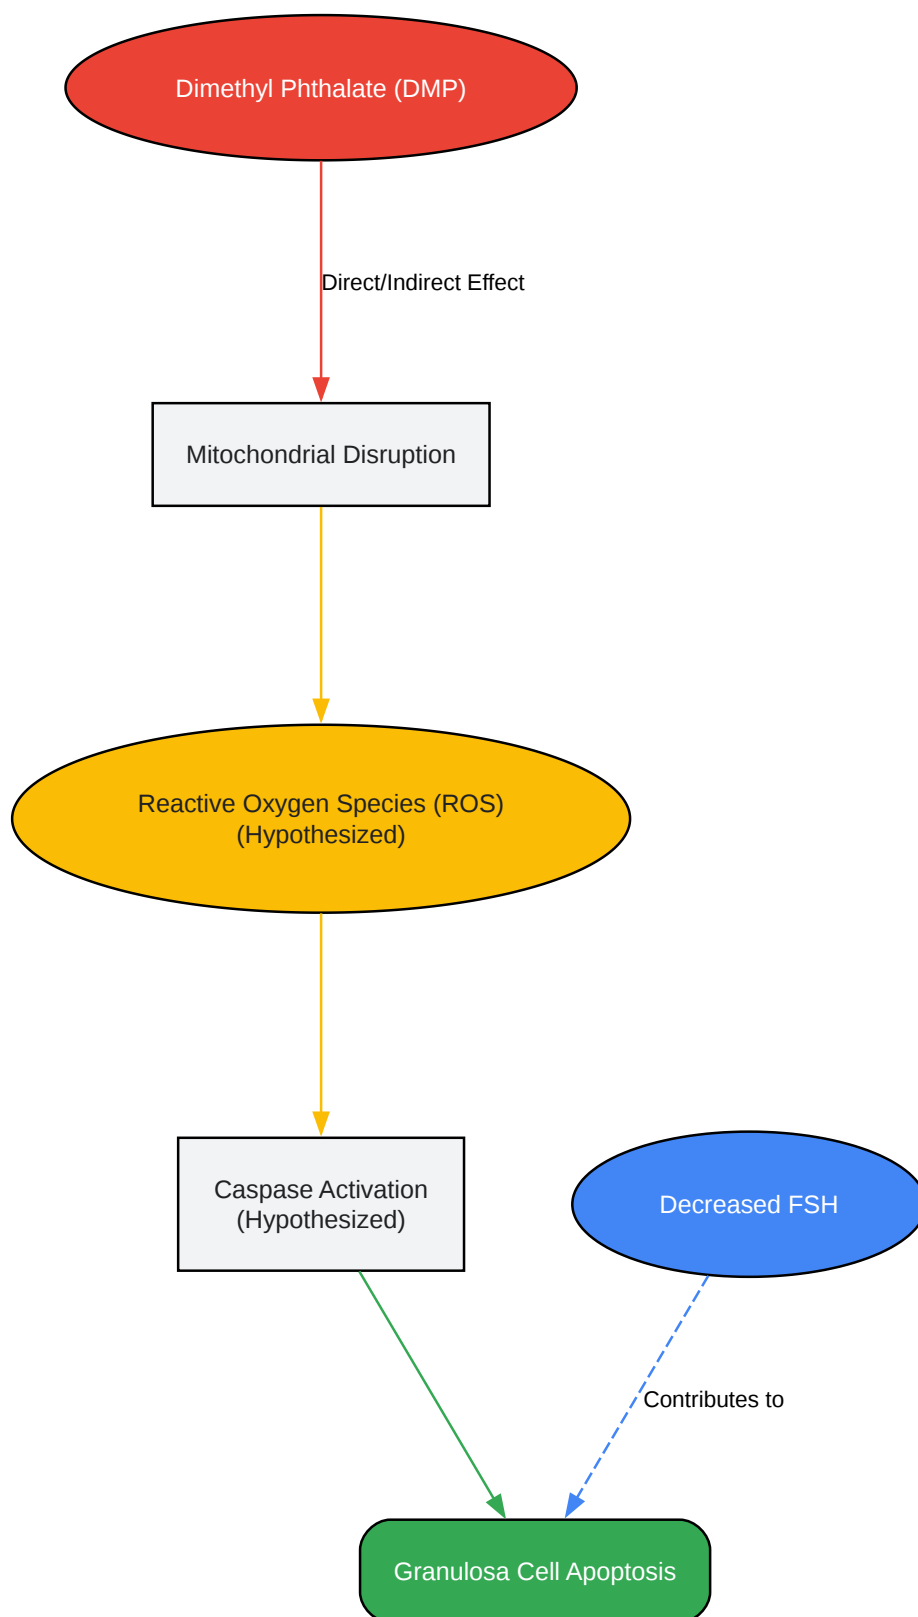 Dimethyl Phthalate (DMP)
Direct/Indirect Effect
Mitochondrial Disruption
Reactive Oxygen Species (ROS)
(Hypothesized)
Caspase Activation
(Hypothesized)
Decreased FSH
Contributes to
Granulosa Cell Apoptosis